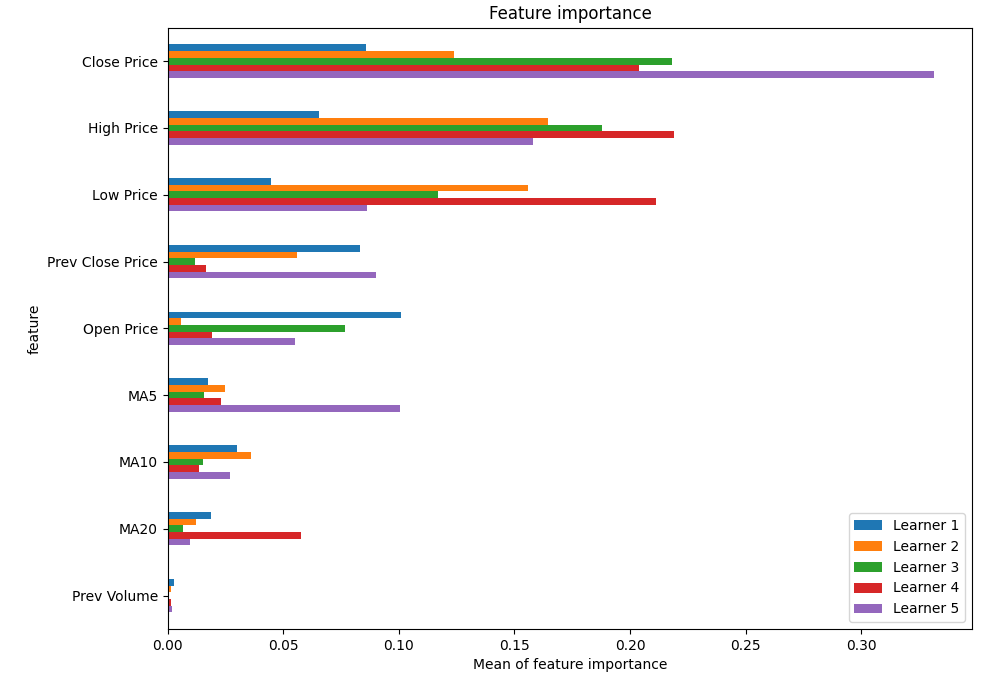 Feature importance
Close Price
High Price
Low Price
Prev Close Price
Open Price
MA5
MA10
MA20
Prev Volume
feature
Learner 1
Learner 2
Learner 3
Learner 4
Learner 5
0.00 0.05 0.10 0.15 0.20 0.25 0.30
Mean of feature importance